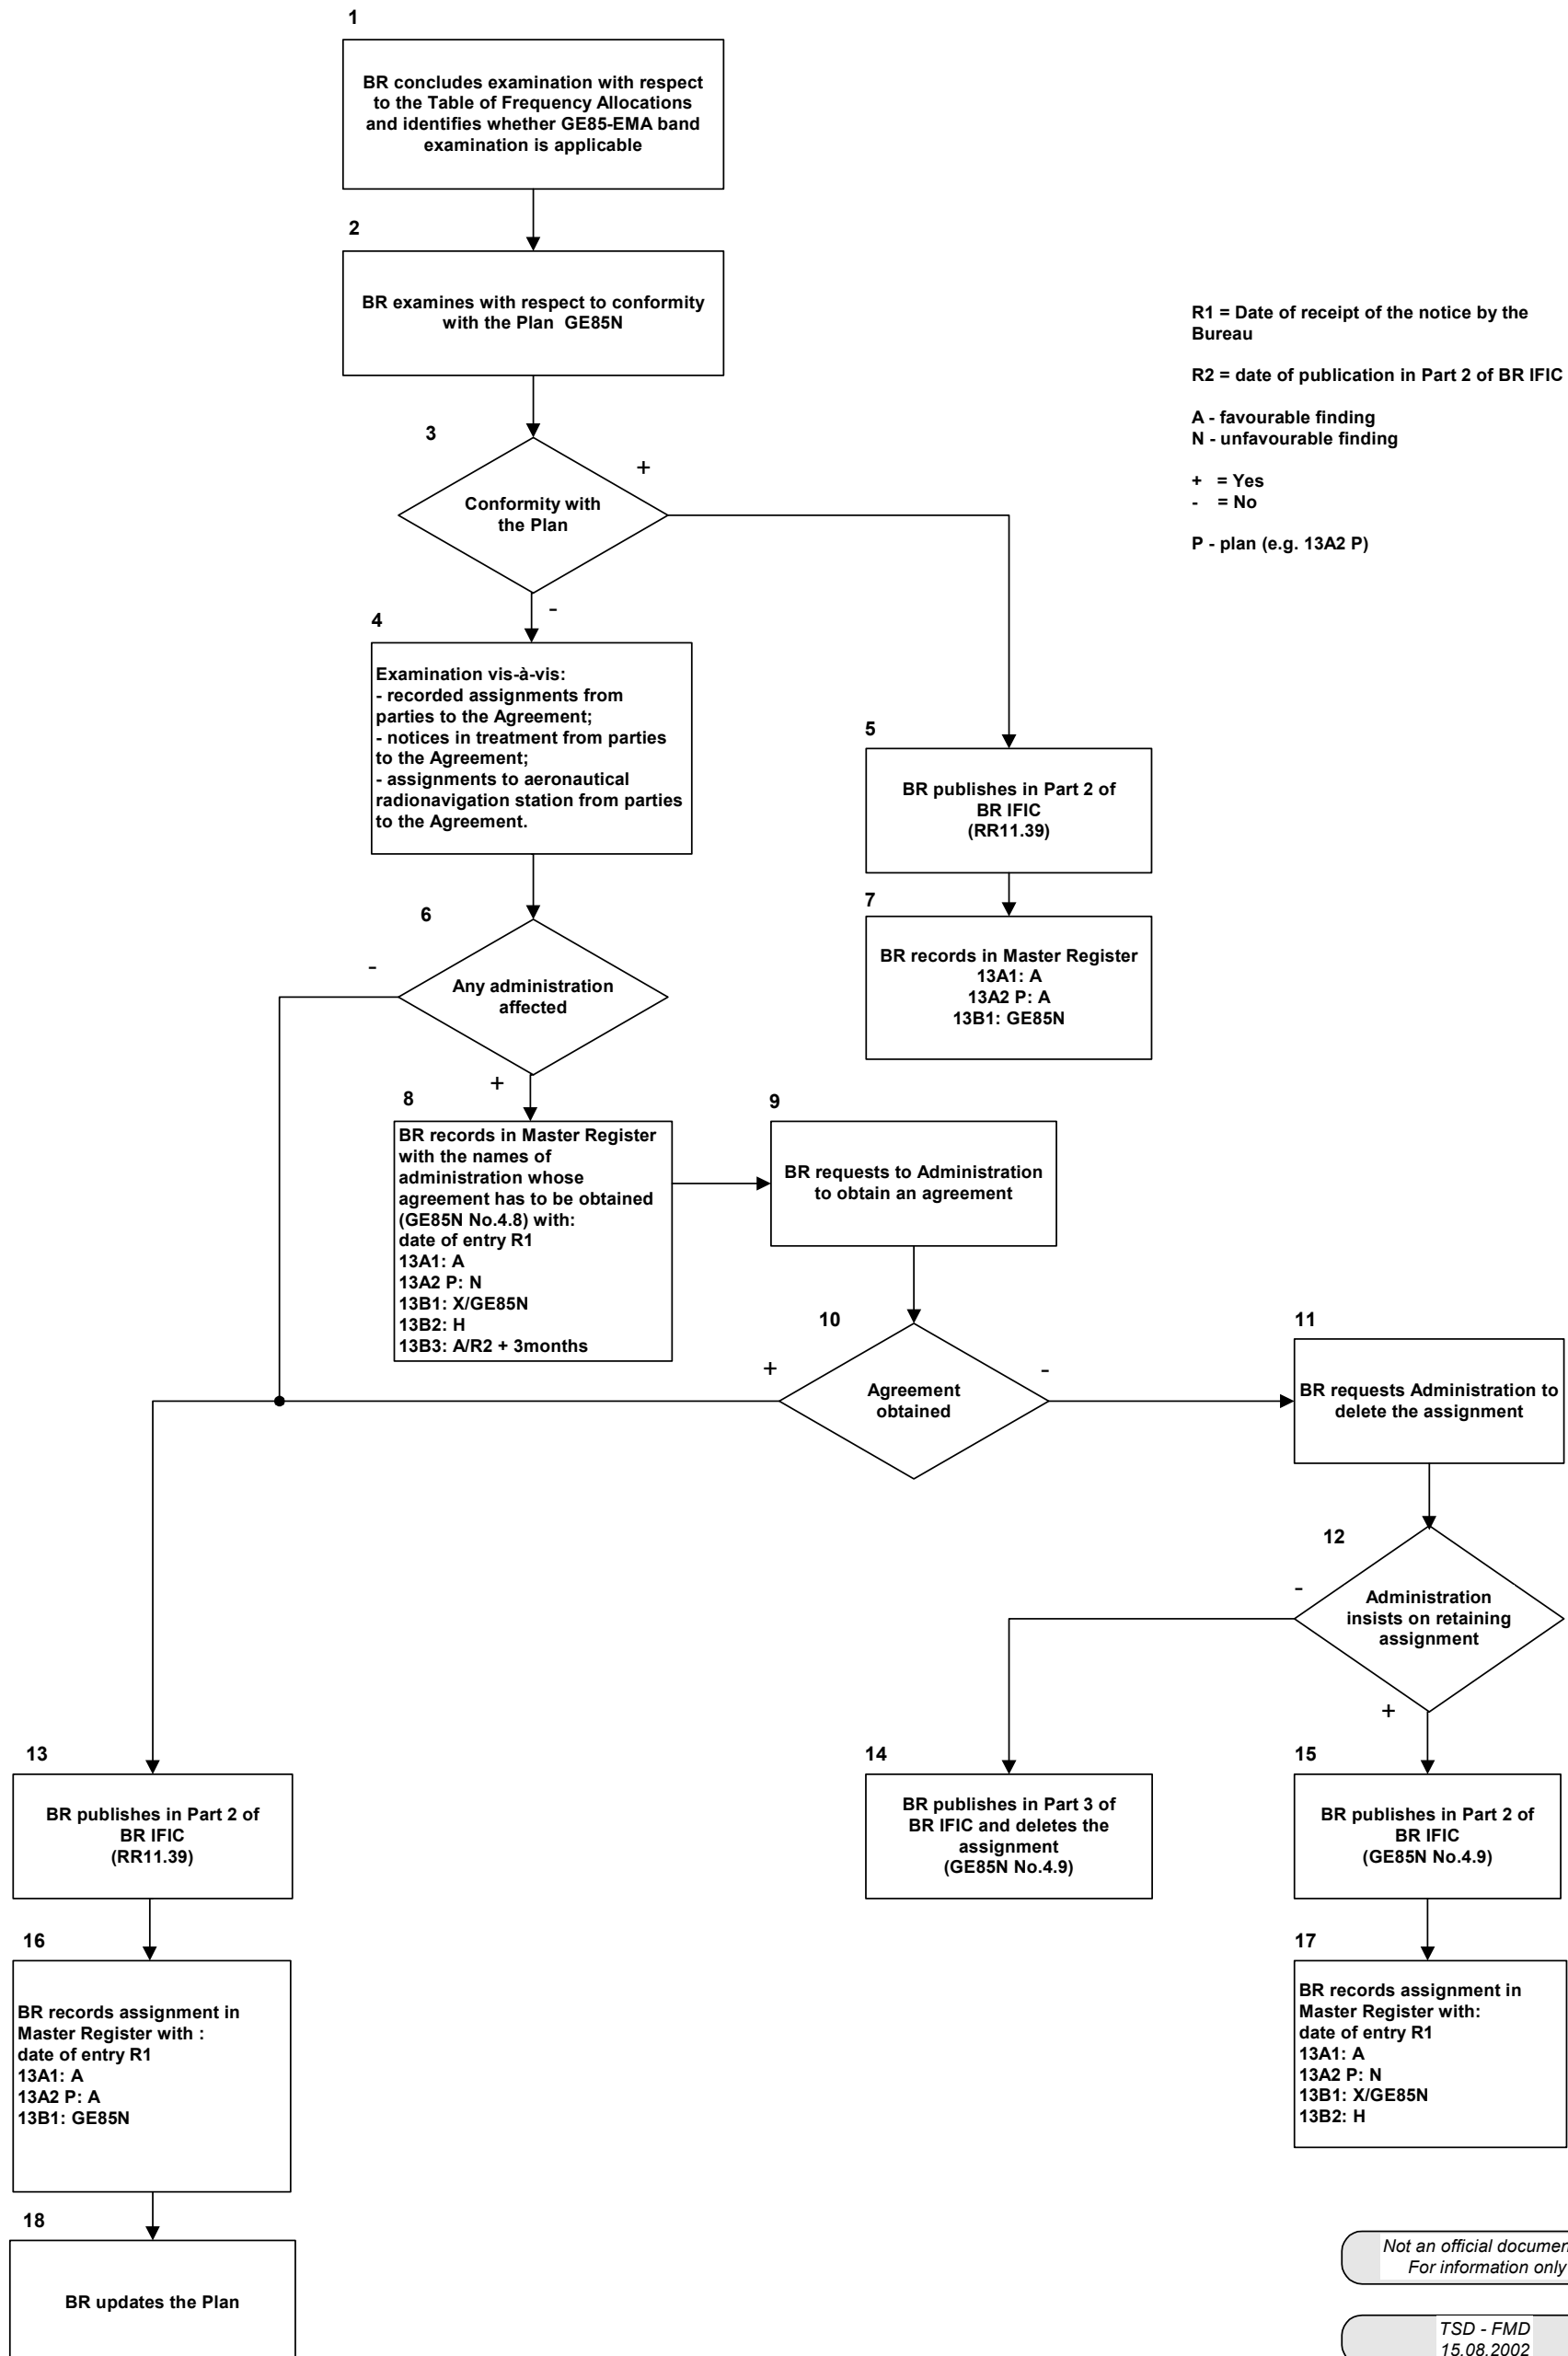 1
BR concludes examination with respect
to the Table of Frequency Allocations
and identifies whether GE85-EMA band
examination is applicable
2
BR examines with respect to conformity
with the Plan GE85N
R1 = Date of receipt of the notice by the
Bureau
R2 = date of publication in Part 2 of BR IFIC
A - favourable finding
N - unfavourable finding
+ = Yes
- = No
P - plan (e.g. 13A2 P)
3
+
Conformity with
the Plan
-
4
Examination vis-à-vis:
- recorded assignments from
parties to the Agreement;
- notices in treatment from parties
to the Agreement;
- assignments to aeronautical
radionavigation station from parties
to the Agreement.
5
BR publishes in Part 2 of
BR IFIC
(RR11.39)
6
-
Any administration
affected
+
7
BR records in Master Register
13A1: A
13A2 P: A
13B1: GE85N
8
BR records in Master Register
with the names of
administration whose
agreement has to be obtained
(GE85N No.4.8) with:
date of entry R1
13A1: A
13A2 P: N
13B1: X/GE85N
13B2: H
13B3: A/R2 + 3months
9
BR requests to Administration
to obtain an agreement
10
+
-
Agreement
obtained
11
BR requests Administration to
delete the assignment
12
-
Administration
insists on retaining
assignment
+
13
BR publishes in Part 2 of
BR IFIC
(RR11.39)
14
BR publishes in Part 3 of
BR IFIC and deletes the
assignment
(GE85N No.4.9)
15
BR publishes in Part 2 of
BR IFIC
(GE85N No.4.9)
16
BR records assignment in
Master Register with :
date of entry R1
13A1: A
13A2 P: A
13B1: GE85N
17
BR records assignment in
Master Register with:
date of entry R1
13A1: A
13A2 P: N
13B1: X/GE85N
13B2: H
18
BR updates the Plan
Not an official
For information only
TSD - FMD
15.08.2002